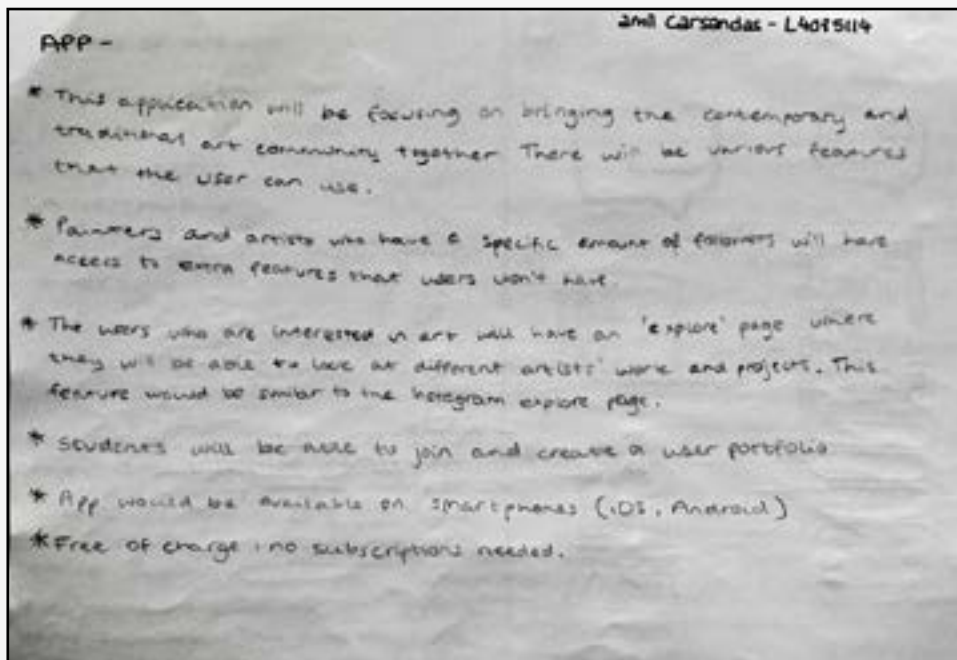 amil Carsandas - L4085114
APP -
* This application will be focusing on bringing the contemporary and
traditional art community together There will be various features
that the user can use.
* Painters and artists who have a specific amount of followers will have
access to extra features that users won't have.
* The users who are interested in art will have an 'explore' page where
they will be able to look at different artists' work and projects. This
feature would be similar to the Instagram explore page.
* Students will be able to join and create a user portfolio
* App would be available on smartphones (iOS, Android)
* Free of charge no subscriptions needed.